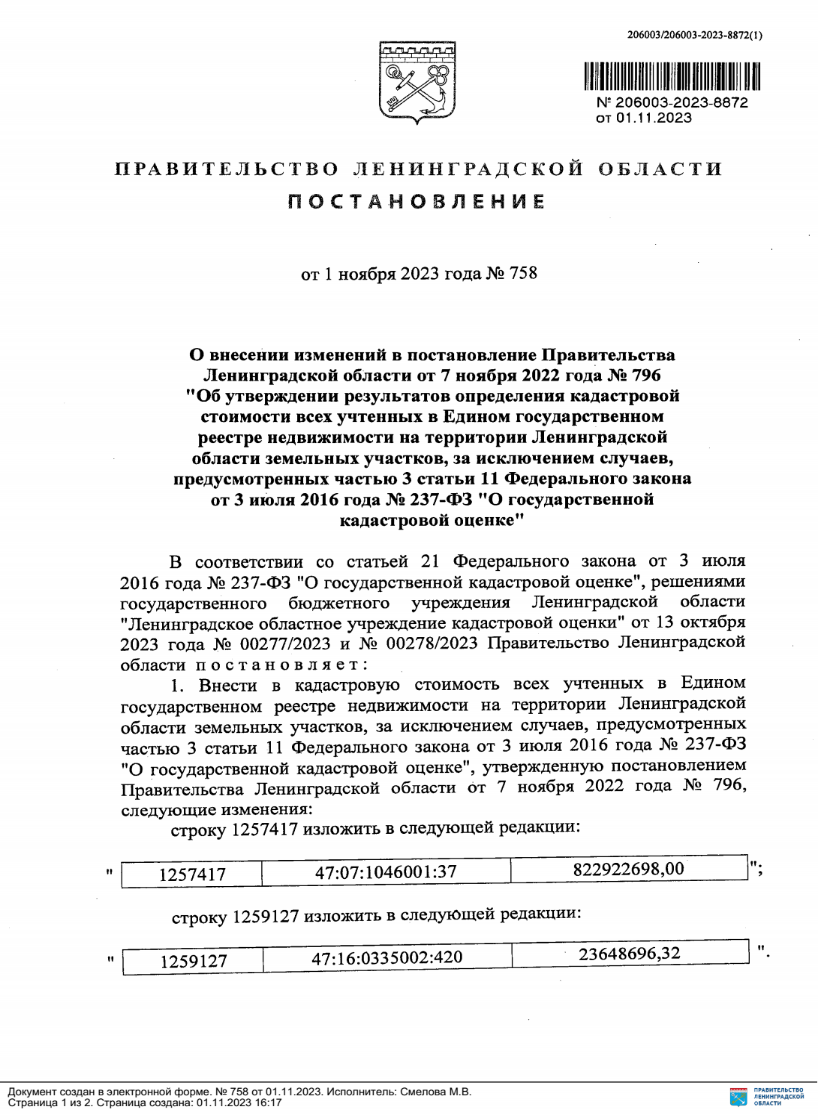 206003/206003-2023-8872(1)
№ 206003-2023-8872
от 01.11.2023
ПРАВИТЕЛЬСТВО ЛЕНИНГРАДСКОЙ ОБЛАСТИ
ПОСТАНОВЛЕНИЕ
от 1 ноября 2023 года № 758
О внесении изменений в постановление Правительства
Ленинградской области от 7 ноября 2022 года № 796
"Об утверждении результатов определения кадастровой
стоимости всех учтенных в Едином государственном
реестре недвижимости на территории Ленинградской
области земельных участков, за исключением случаев,
предусмотренных частью 3 статьи 11 Федерального закона
от 3 июля 2016 года № 237-ФЗ "О государственной
кадастровой оценке"
В соответствии со статьей 21 Федерального закона от 3 июля
2016 года № 237-ФЗ "О государственной кадастровой оценке", решениями
государственного бюджетного учреждения Ленинградской области
"Ленинградское областное учреждение кадастровой оценки" от 13 октября
2023 года № 00277/2023 и № 00278/2023 Правительство Ленинградской
области п о с т а н о в л я е т :
1. Внести в кадастровую стоимость всех учтенных в Едином
государственном реестре недвижимости на территории Ленинградской
области земельных участков, за исключением случаев, предусмотренных
частью 3 статьи 11 Федерального закона от 3 июля 2016 года № 237-ФЗ
"О государственной кадастровой оценке", утвержденную постановлением
Правительства Ленинградской области от 7 ноября 2022 года № 796,
следующие изменения:
строку 1257417 изложить в следующей редакции:
" 1257417 47:07:1046001:37 822922698,00 ";
строку 1259127 изложить в следующей редакции:
" 1259127 47:16:0335002:420 23648696,32 ".
Документ создан в электронной форме. № 758 от 01.11.2023. Исполнитель: Смелова М.В.
Страница 1 из 2. Страница создана: 01.11.2023 16:17
ПРАВИТЕЛЬСТВО
ЛЕНИНГРАДСКОЙ
ОБЛАСТИ